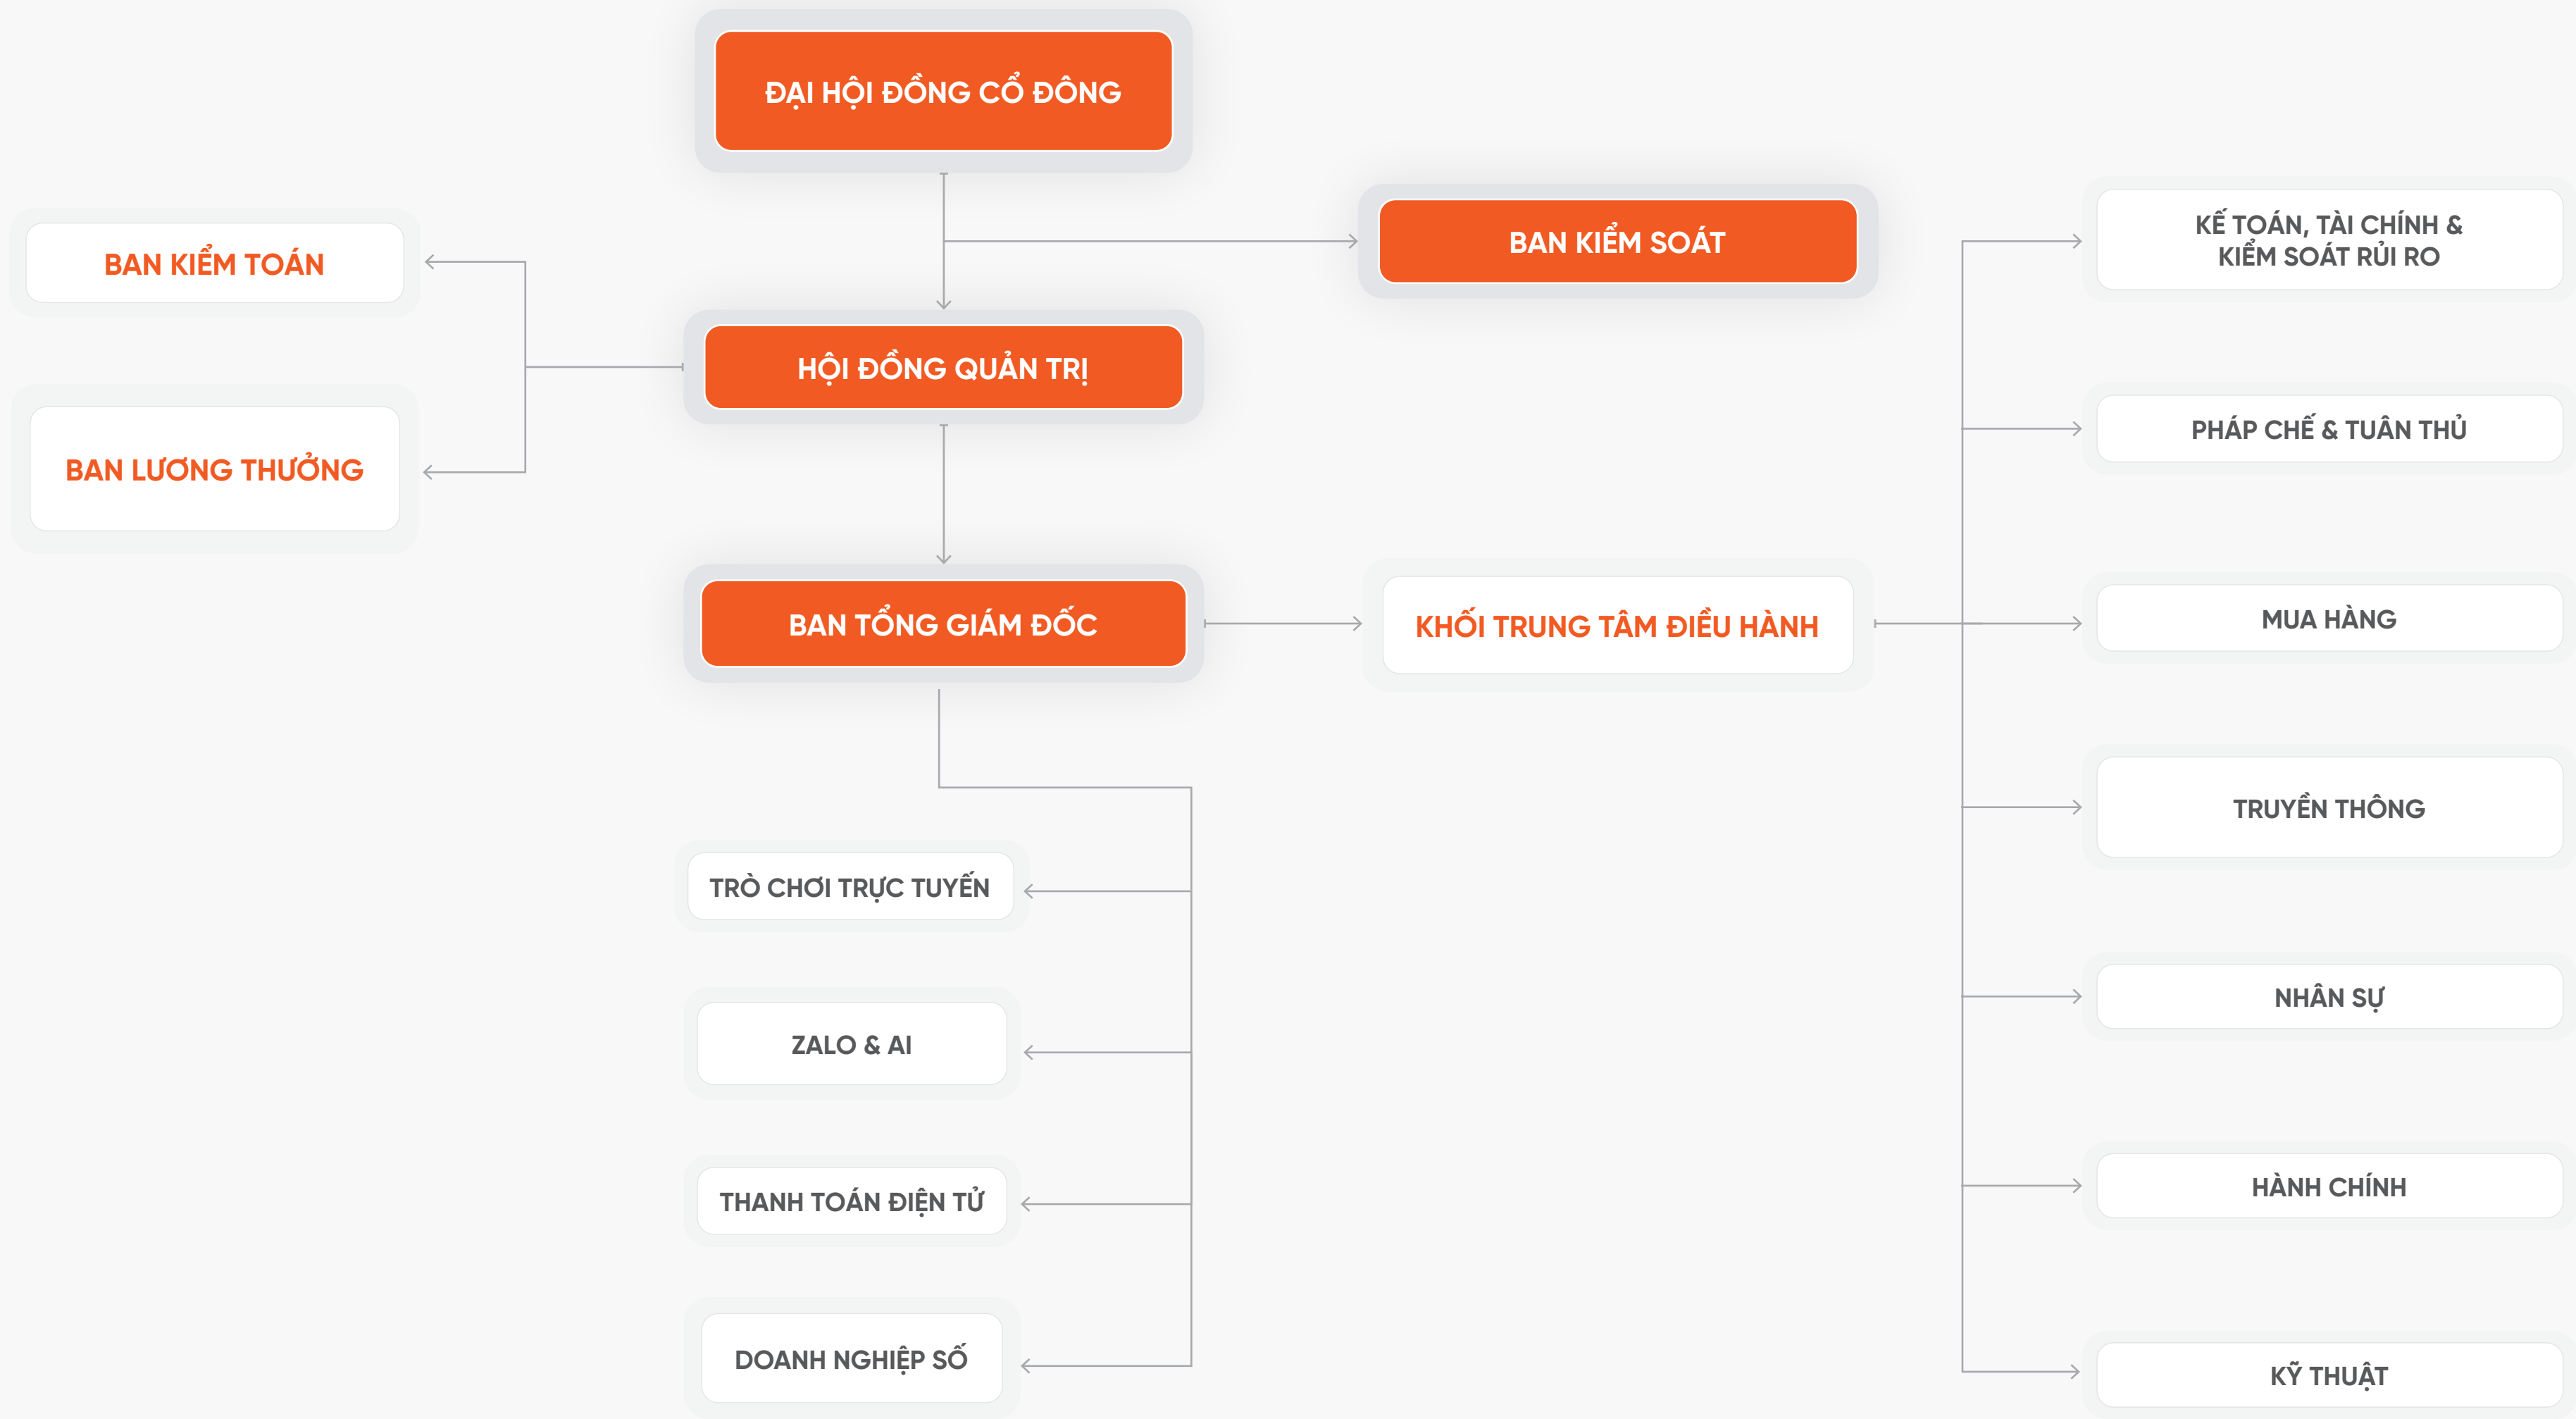 ĐẠI HỘI ĐỒNG CỔ ĐÔNG
BAN KIỂM SOÁT
BAN KIỂM TOÁN
HỘI ĐỒNG QUẢN TRỊ
BAN LƯƠNG THƯỞNG
BAN TỔNG GIÁM ĐỐC
KHỐI TRUNG TÂM ĐIỀU HÀNH
TRÒ CHƠI TRỰC TUYẾN
ZALO & AI
THANH TOÁN ĐIỆN TỬ
DOANH NGHIỆP SỐ
KẾ TOÁN, TÀI CHÍNH &
KIỂM SOÁT RỦI RO
PHÁP CHẾ & TUÂN THỦ
MUA HÀNG
TRUYỀN THÔNG
NHÂN SỰ
HÀNH CHÍNH
KỸ THUẬT